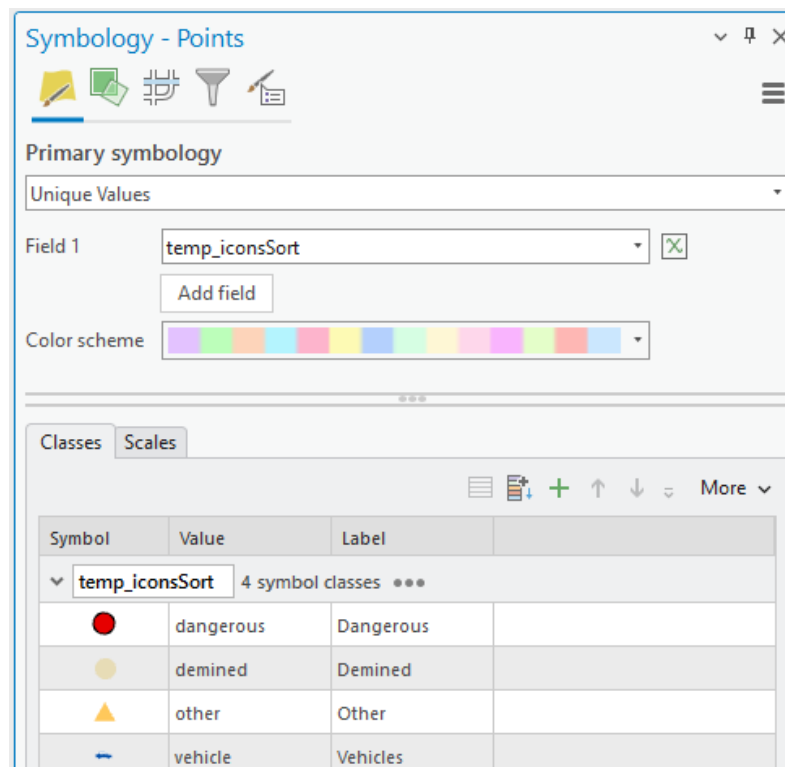 Symbology - Points
Primary symbology
Unique Values
Field 1 temp_iconsSort
Add field
Color scheme
Classes Scales
More
Symbol Value Label
temp_iconsSort 4 symbol classes
dangerous Dangerous
demined Demined
other Other
vehicle Vehicles